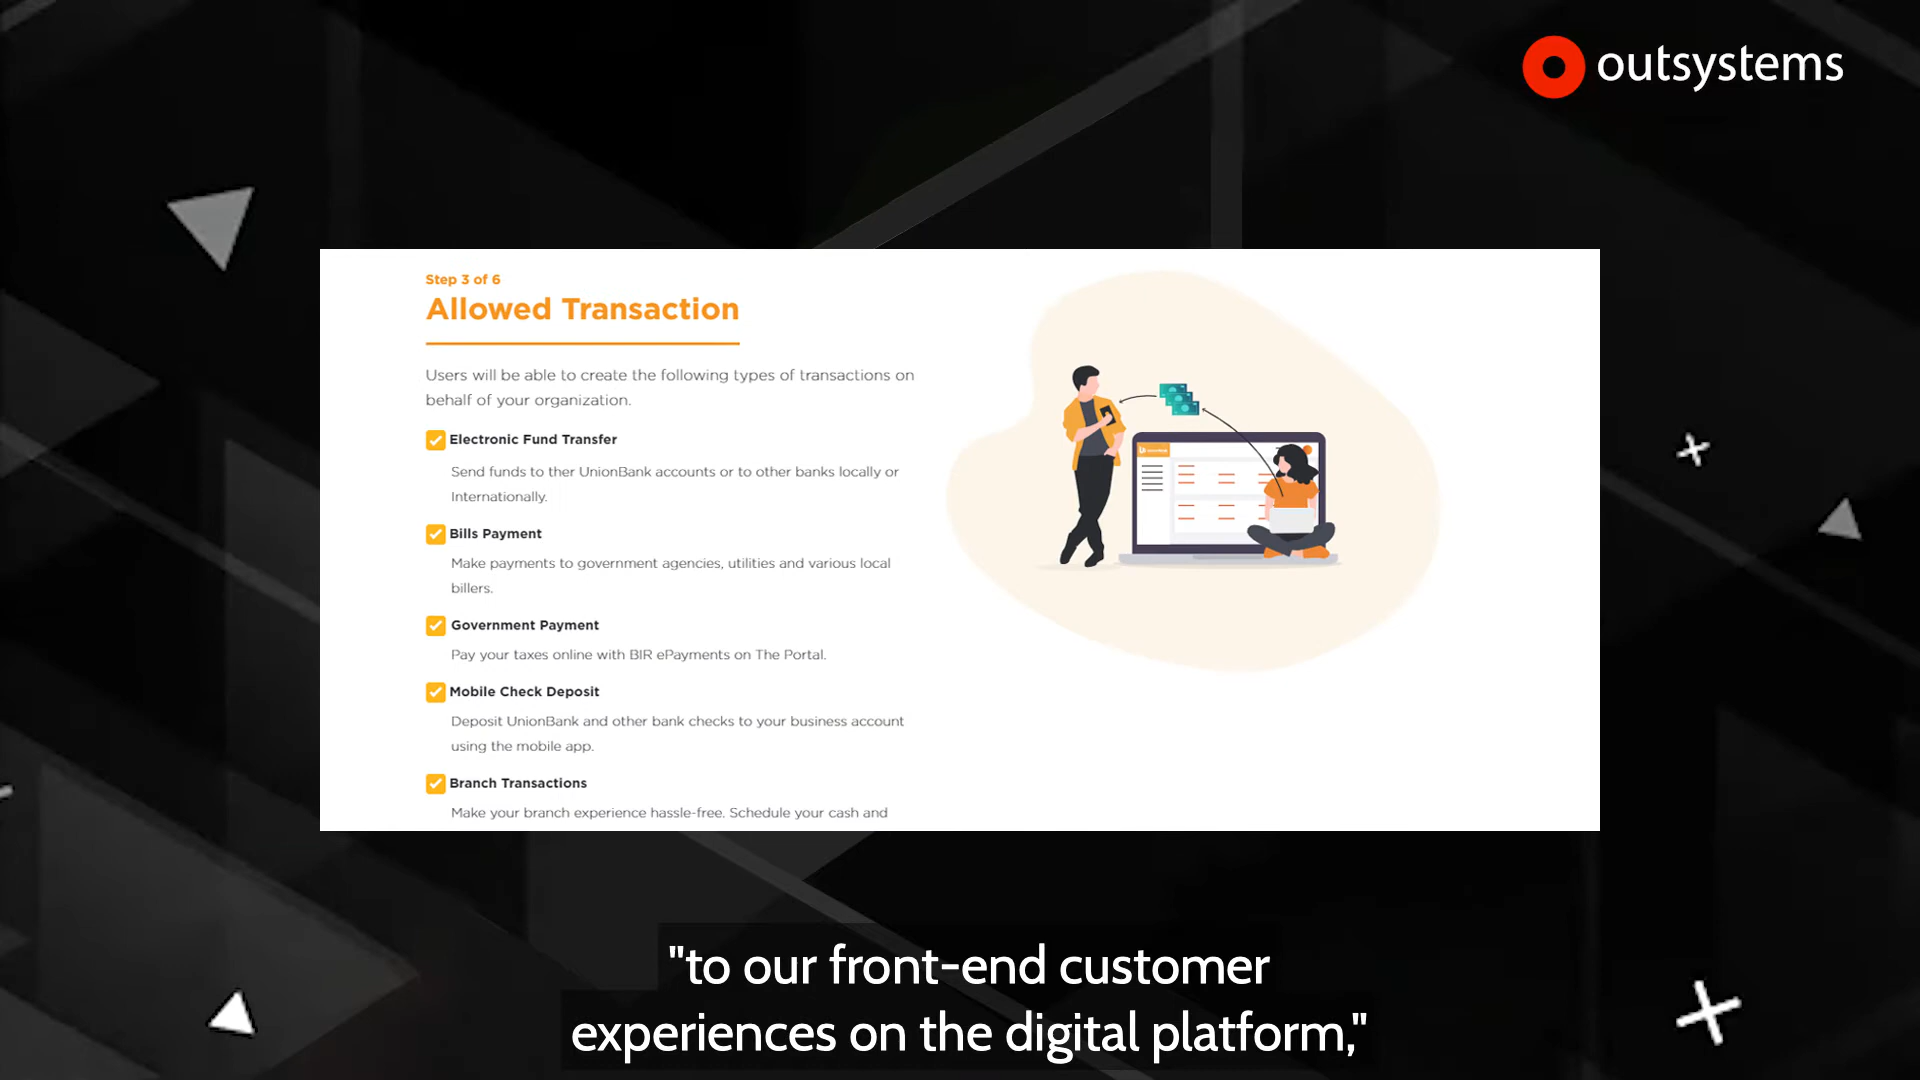 outsystems
Step 3 of 6
Allowed Transaction
Users will be able to create the following types of transactions on
behalf of your organization.
Electronic Fund Transfer
Send funds to ther UnionBank accounts or to other banks locally or
Internationally.
Bills Payment
Make payments to government agencies, utilities and various local
billers.
Government Payment
Pay your taxes online with BIR ePayments on The Portal.
Mobile Check Deposit
Deposit UnionBank and other bank checks to your business account
using the mobile app.
Branch Transactions
Make your branch experience hassle-free. Schedule your cash and
"to our front-end customer
experiences on the digital platform,"